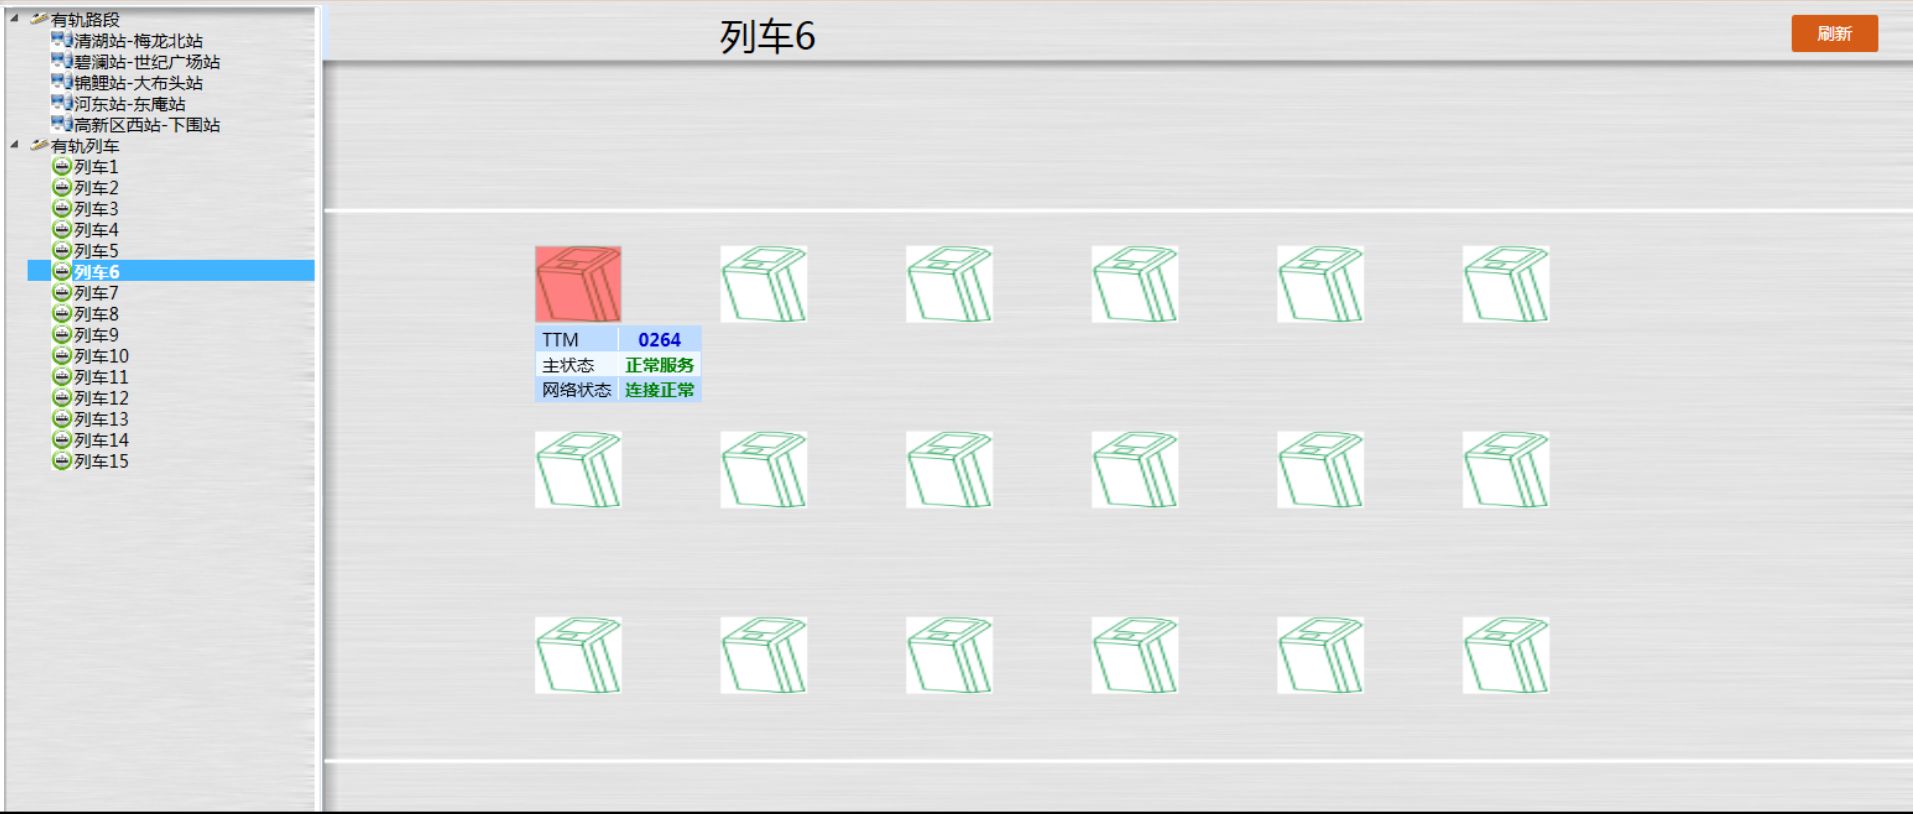 有轨路段
清湖站-梅龙北站
碧澜站-世纪广场站
锦鲤站-大布头站
河东站-东庵站
高新区西站-下围站
有轨列车
列车1
列车2
列车3
列车4
列车5
列车6
列车7
列车8
列车9
列车10
列车11
列车12
列车13
列车14
列车15
列车6
刷新
TTM 0264
主状态 正常服务
网络状态 连接正常